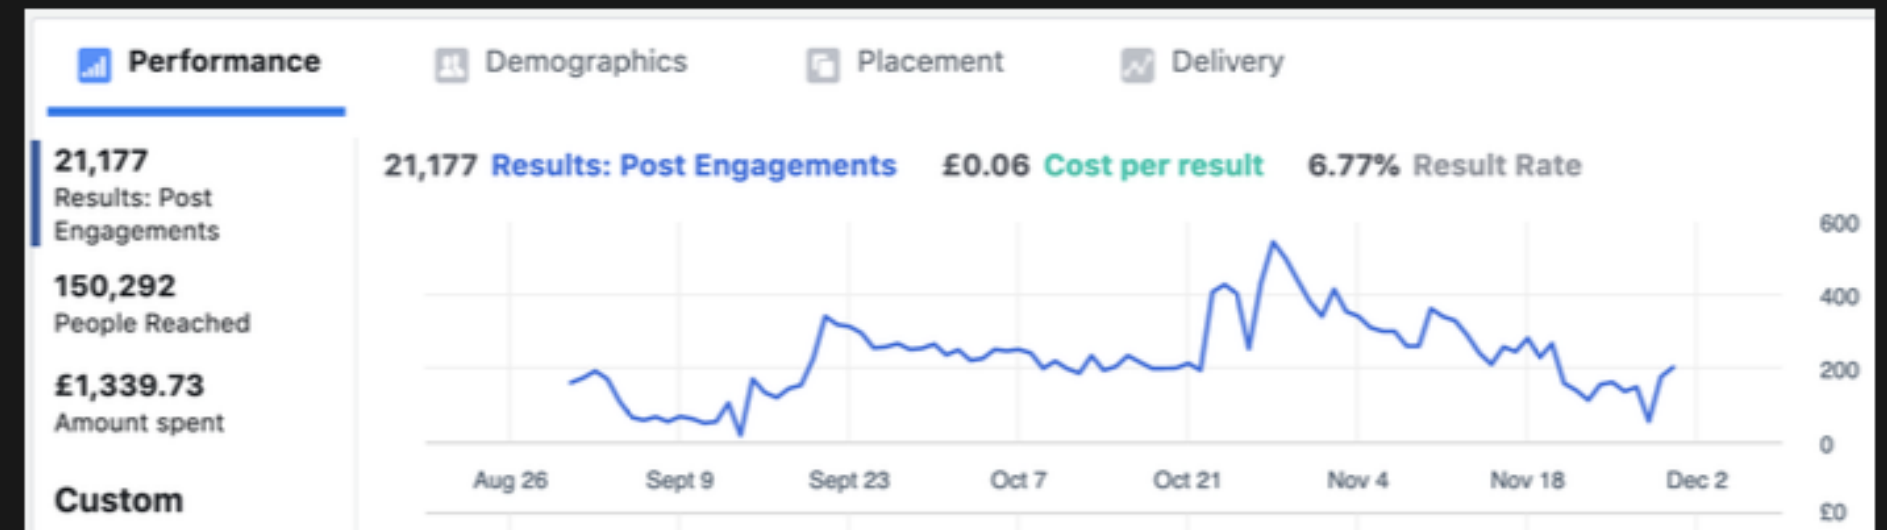 Performance
Demographics
Placement
Delivery
21,177
Results: Post
Engagements
150,292
People Reached
£1,339.73
Amount spent
Custom
21,177 Results: Post Engagements £0.06 Cost per result 6.77% Result Rate
600
400
200
0
Aug 26 Sept 9 Sept 23 Oct 7 Oct 21 Nov 4 Nov 18 Dec 2
£0